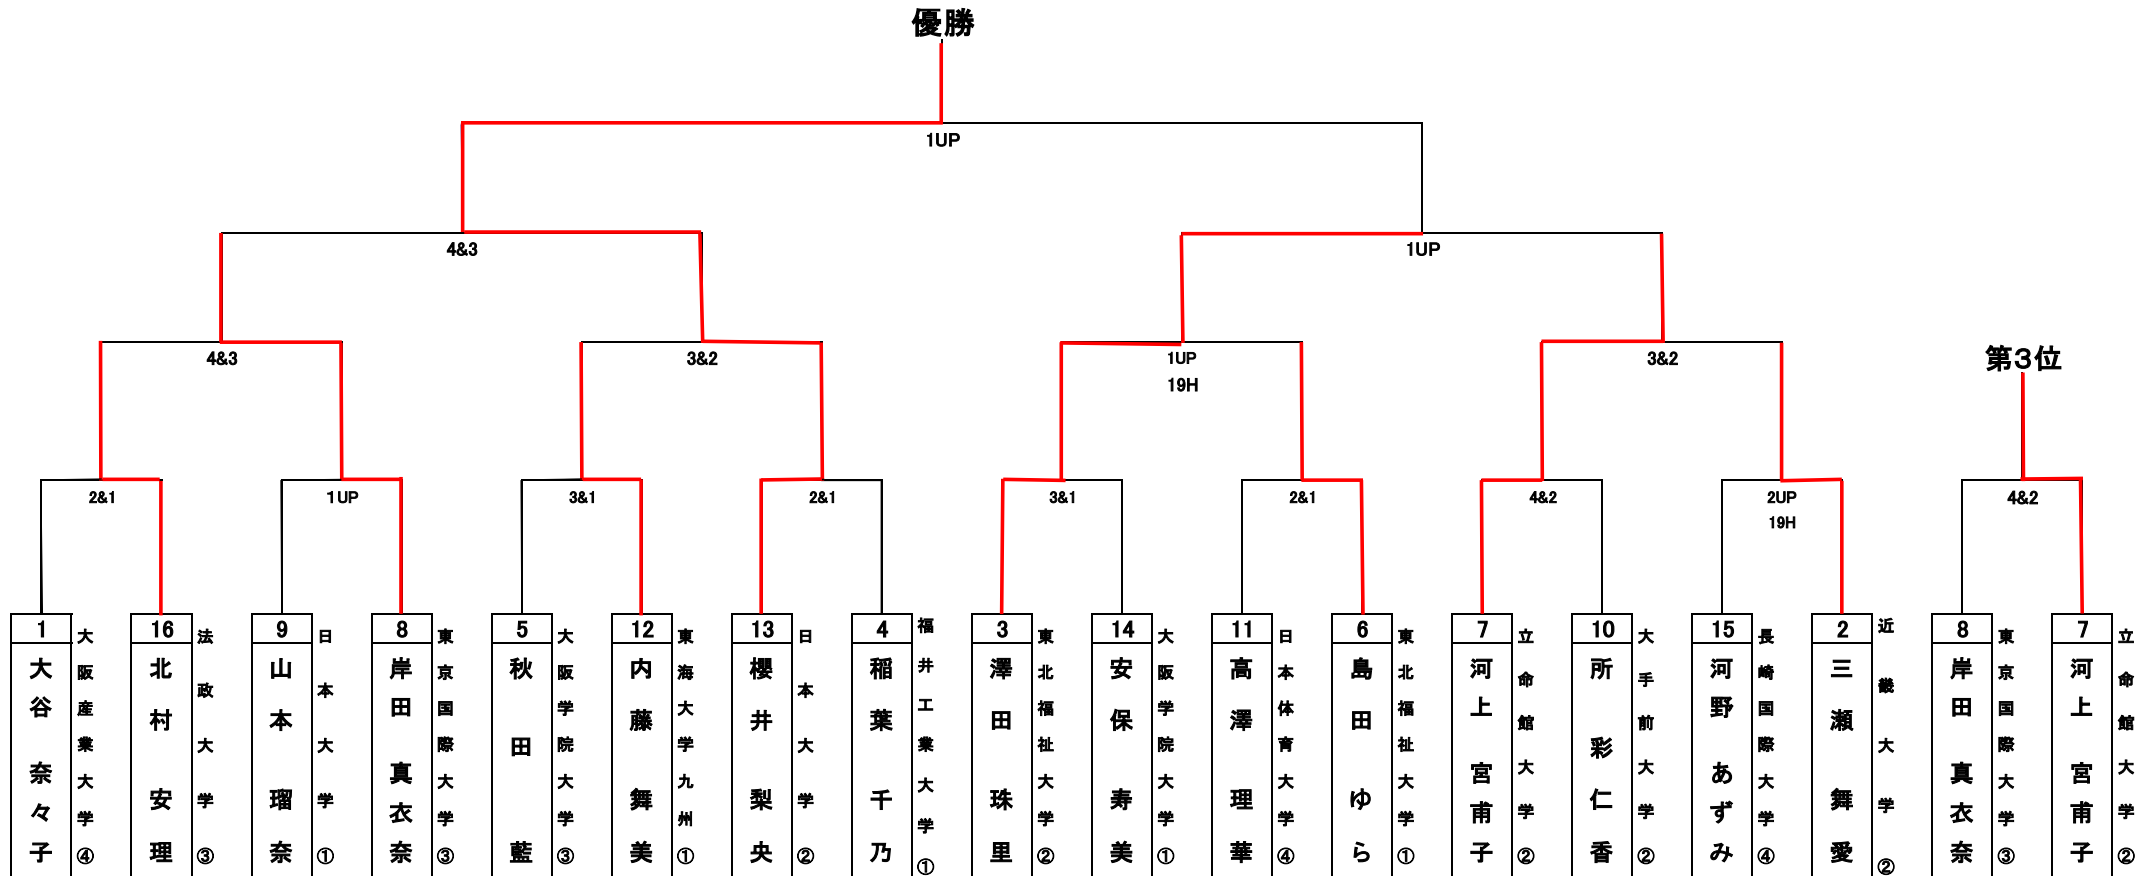 優勝
1UP
4&3
1UP
4&3
3&2
1UP
19H
3&2
第3位
2&1
1UP
3&1
2&1
3&1
2&1
4&2
2UP
19H
4&2
1
大谷 奈々子
大阪産業大学④
16
北村 安理
法政大学③
9
山本 瑠奈
日本大学①
8
岸田 真衣奈
東京国際大学③
5
秋田 藍
大阪学院大学③
12
内藤 舞美
東海大学九州①
13
櫻井 梨央
日本大学②
4
稲葉 千乃
福井工業大学①
3
澤田 珠里
東北福祉大学②
14
安保 寿美
大阪学院大学①
11
高澤 理華
日本体育大学④
6
島田 ゆら
東北福祉大学①
7
河上 宮甫子
立命館大学②
10
所 彩仁香
大手前大学②
15
河野 あずみ
長崎国際大学④
2
三瀬 舞愛
近畿大学②
8
岸田 真衣奈
東京国際大学③
7
河上 宮甫子
立命館大学②